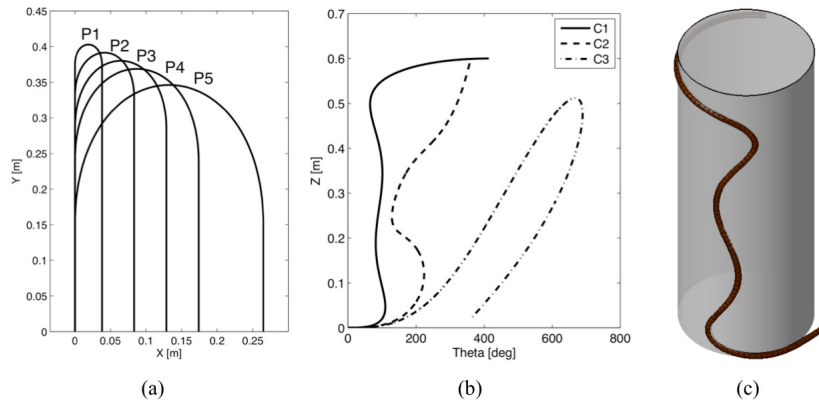 0.45
0.4
0.35
0.3
0.25
0.2
0.15
0.1
0.05
0
Y [m]
P1
P2
P3
P4
P5
0 0.05 0.1 0.15 0.2 0.25
X [m]
(a)
0.7
0.6
0.5
0.4
0.3
0.2
0.1
0
Z [m]
C1
C2
C3
0 200 400 600 800
Theta [deg]
(b)
(c)